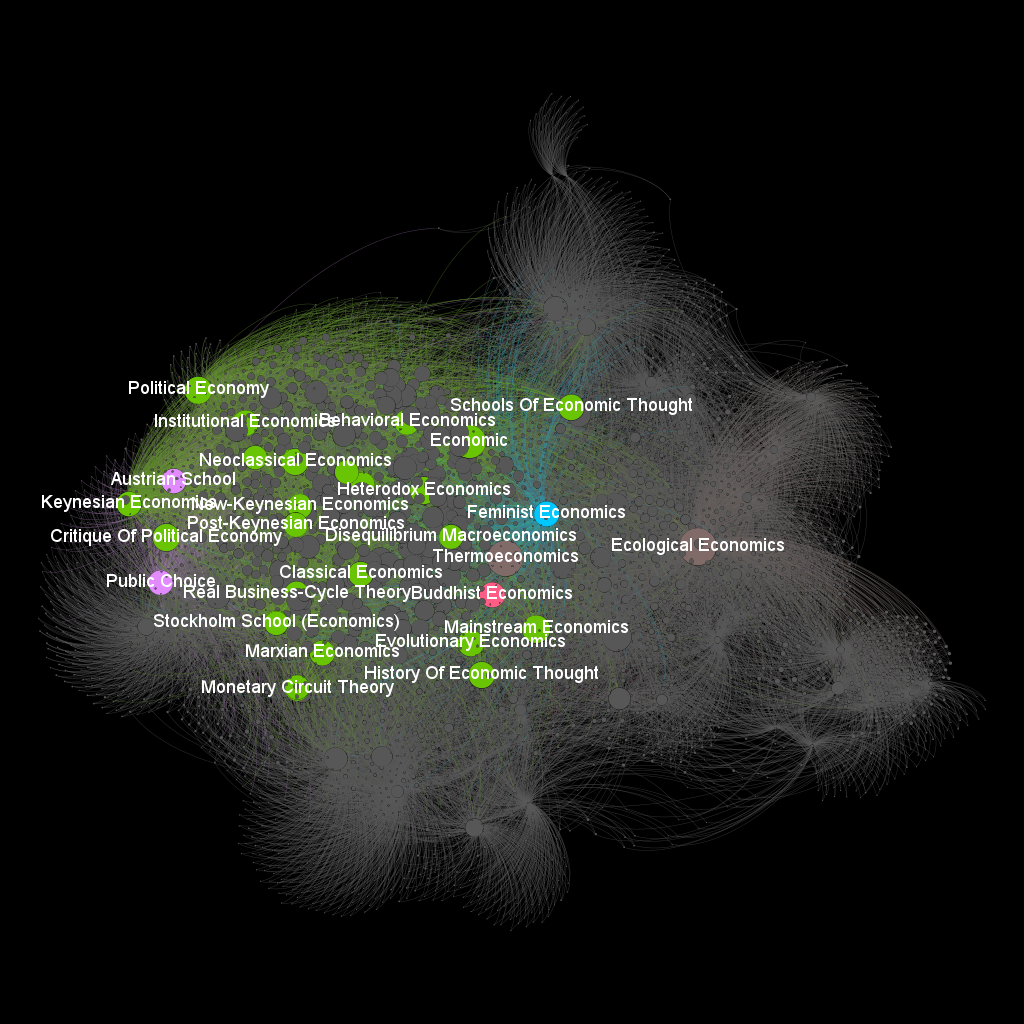 Political Economy
Schools Of Economic Thought
Institutional Economics
Behavioral Economics
Economic
Neoclassical Economics
Austrian School
Heterodox Economics
Keynesian Economics
New-Keynesian Economics
Feminist Economics
Post-Keynesian Economics
Critique Of Political Economy
Disequilibrium Macroeconomics
Ecological Economics
Thermoeconomics
Classical Economics
Public Choice
Real Business-Cycle Theory
Buddhist Economics
Stockholm School (Economics)
Mainstream Economics
Evolutionary Economics
Marxian Economics
History Of Economic Thought
Monetary Circuit Theory